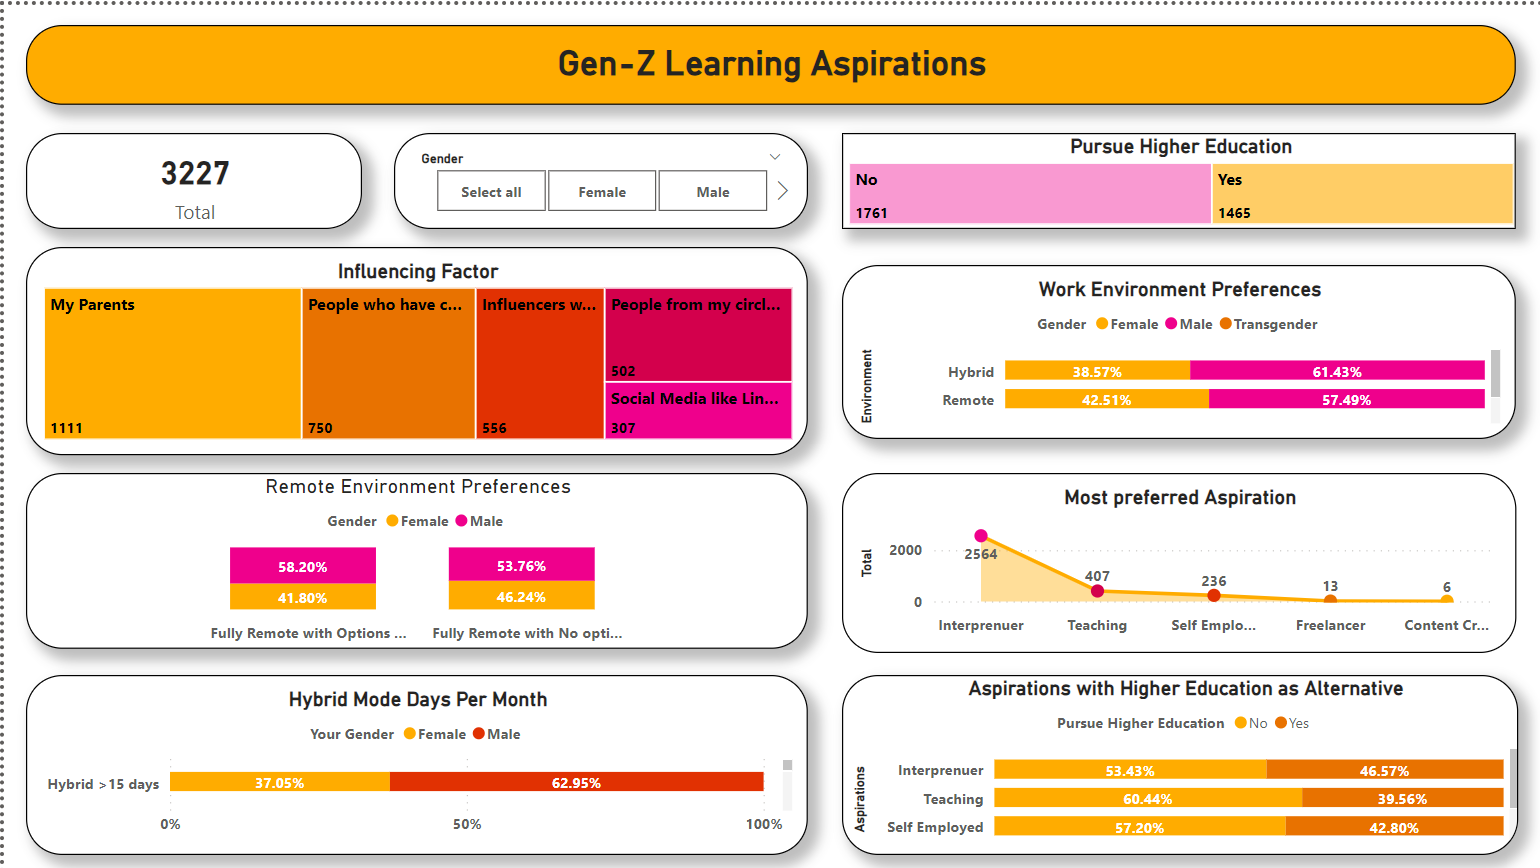 Gen-Z Learning Aspirations
3227
Total
Gender
Select all
Female
Male
Pursue Higher Education
No
1761
Yes
1465
Influencing Factor
My Parents
1111
People who have c...
750
Influencers w...
556
People from my circl...
502
Social Media like Lin...
307
Work Environment Preferences
Gender Female Male Transgender
Environment
Hybrid 38.57% 61.43%
Remote 42.51% 57.49%
Remote Environment Preferences
Gender Female Male
58.20% 53.76%
41.80% 46.24%
Fully Remote with Options ... Fully Remote with No opti...
Most preferred Aspiration
Total
2000
0
2564
407
236
13
6
Interprenuer Teaching Self Emplo... Freelancer Content Cr...
Hybrid Mode Days Per Month
Your Gender Female Male
Hybrid >15 days 37.05% 62.95%
0% 50% 100%
Aspirations with Higher Education as Alternative
Pursue Higher Education No Yes
Aspirations
Interprenuer 53.43% 46.57%
Teaching 60.44% 39.56%
Self Employed 57.20% 42.80%